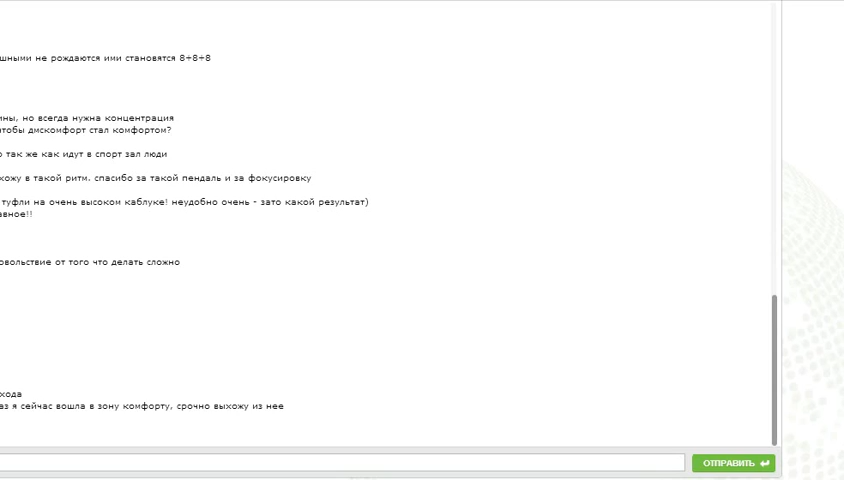 шными не рождаются ими становятся 8+8+8
ины, но всегда нужна концентрация
чтобы дмскомфорт стал комфортом?
о так же как идут в спорт зал люди
хожу в такой ритм. спасибо за такой пендаль и за фокусировку
туфли на очень высоком каблуке! неудобно очень - зато какой результат)
авное!!
овольствие от того что делать сложно
хода
аз я сейчас вошла в зону комфорту, срочно выхожу из нее
ОТПРАВИТЬ